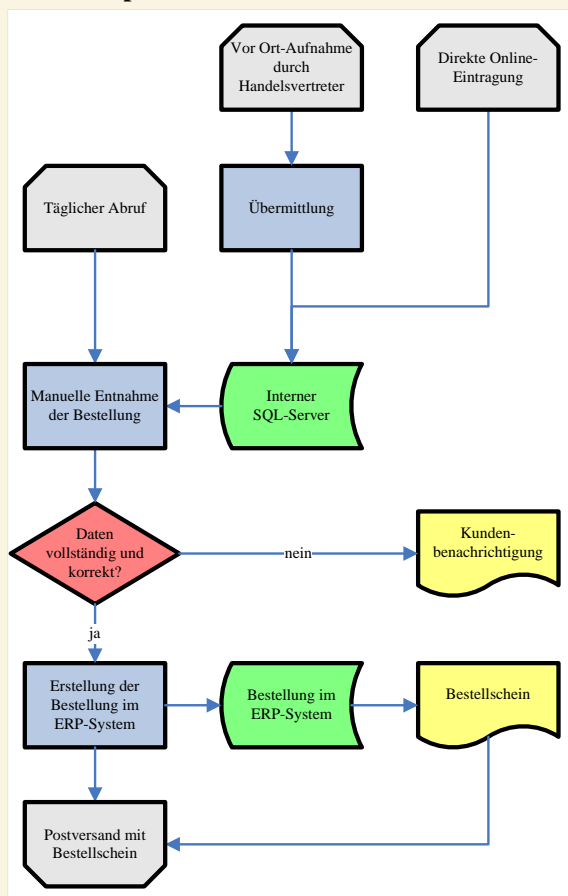 Vor Ort-Aufnahme
durch
Handelsvertreter
Direkte Online-
Eintragung
Täglicher Abruf
Übermittlung
Manuelle Entnahme
der Bestellung
Interner
SQL-Server
Daten
vollständig und
korrekt?
nein
Kunden-
benachrichtigung
ja
Erstellung der
Bestellung im
ERP-System
Bestellung im
ERP-System
Bestellschein
Postversand mit
Bestellschein